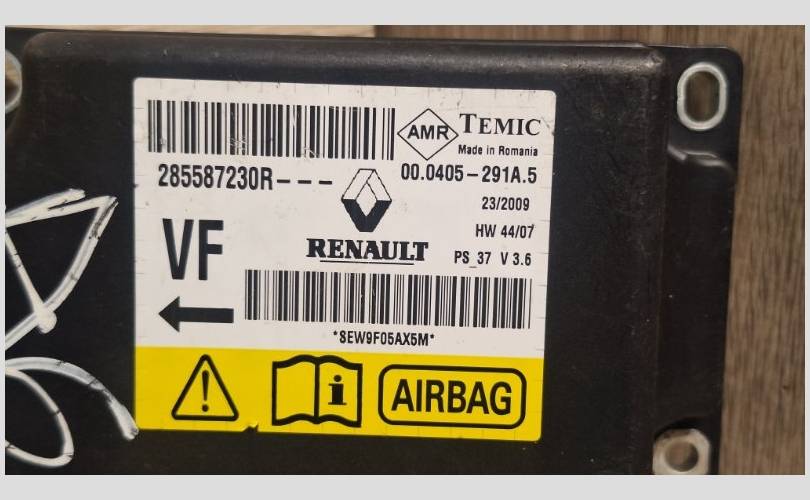 AMR TEMIC
Made in Romania
285587230R---
00.0405-291A.5
23/2009
VF
HW 44/07
RENAULT
PS_37 V 3.6
*8EW9F05AX5M*
i
AIRBAG